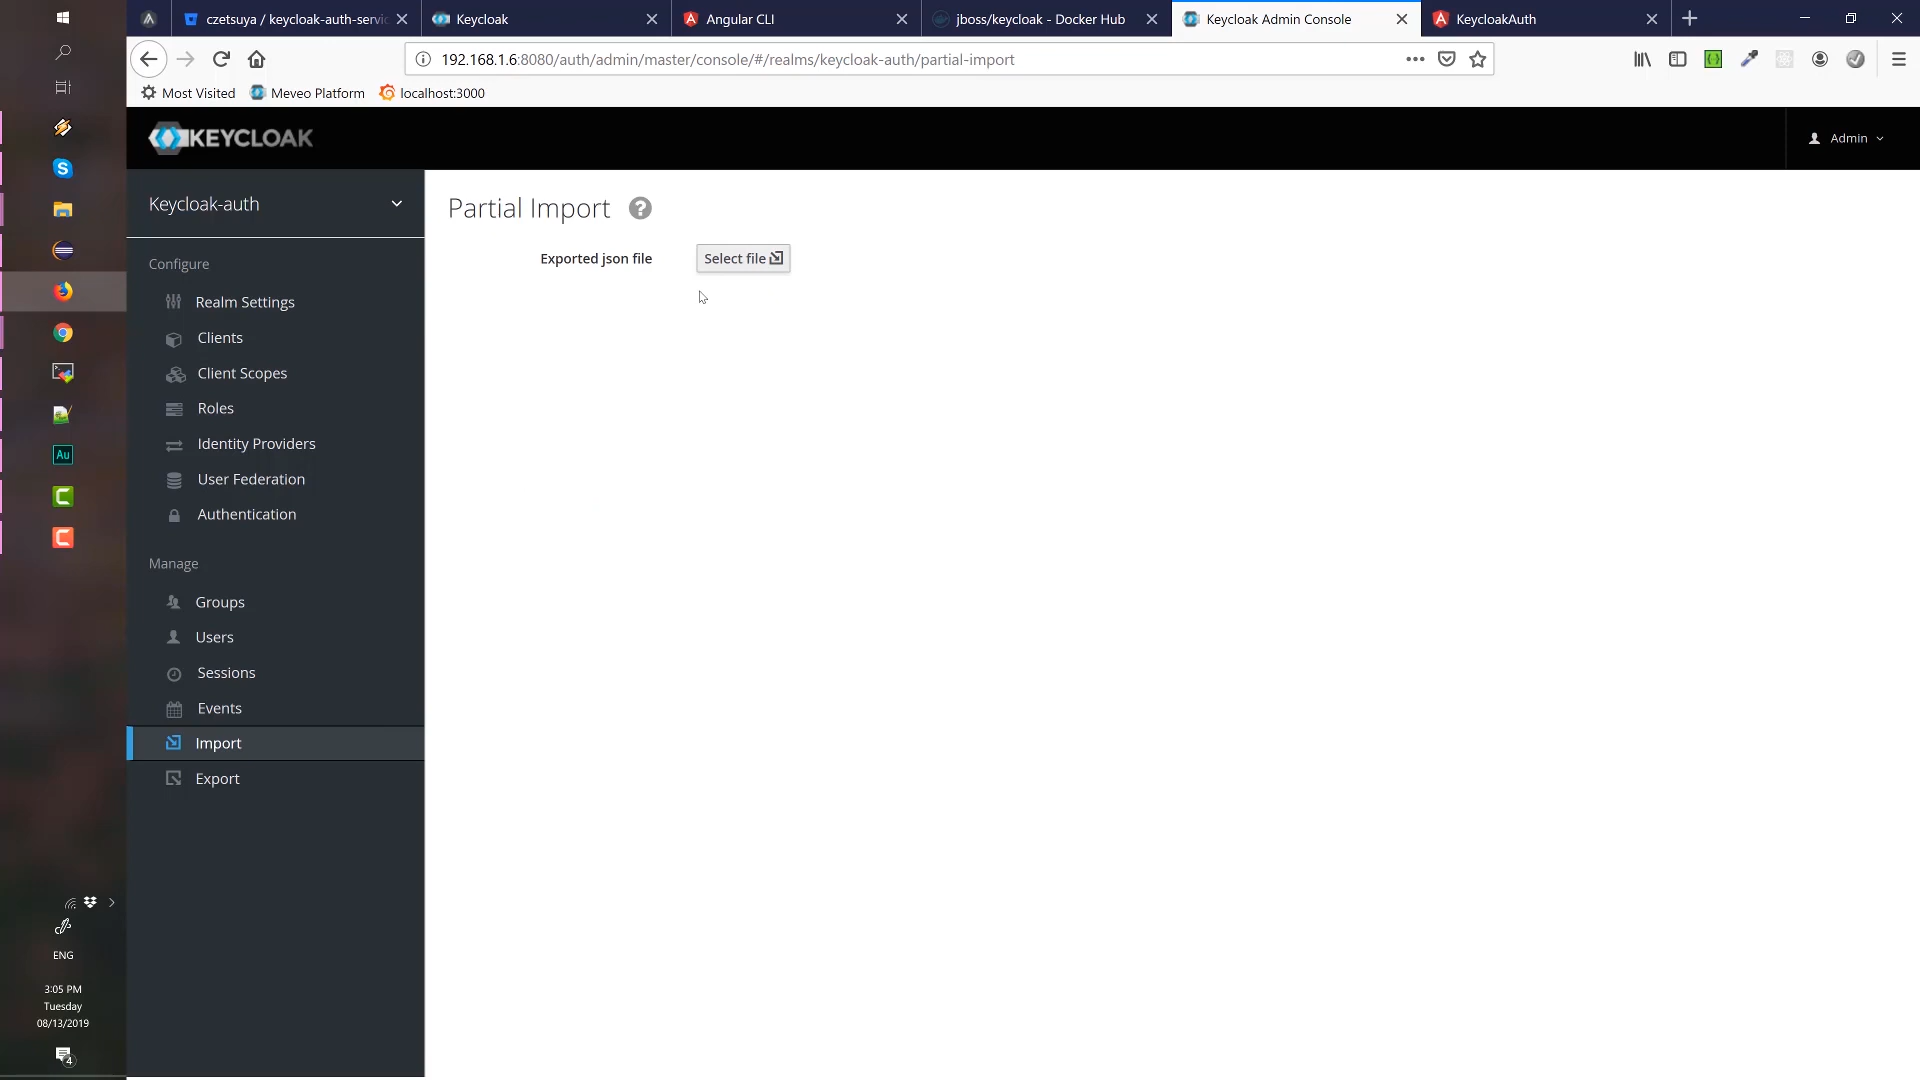 czetsuya / keycloak-auth-servic
Keycloak
Angular CLI
jboss/keycloak - Docker Hub
Keycloak Admin Console
KeycloakAuth
192.168.1.6:8080/auth/admin/master/console/#/realms/keycloak-auth/partial-import
Most Visited
Meveo Platform
localhost:3000
KEYCLOAK
Admin
Keycloak-auth
Configure
Realm Settings
Clients
Client Scopes
Roles
Identity Providers
User Federation
Authentication
Manage
Groups
Users
Sessions
Events
Import
Export
Partial Import
Exported json file
Select file
Au
ENG
3:05 PM
Tuesday
08/13/2019
4